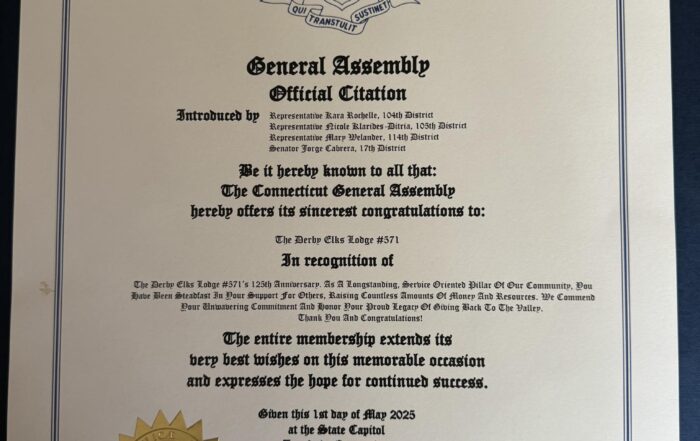 QUI TRANSTULIT SUSTINET
General Assembly
Official Citation
Introduced by Representative Kara Rochelle, 104th District
Representative Nicole Klarides-Ditria, 105th District
Representative Mary Welander, 114th District
Senator Jorge Cabrera, 17th District
Be it hereby known to all that:
The Connecticut General Assembly
hereby offers its sincerest congratulations to:
The Derby Elks Lodge #571
In recognition of
The Derby Elks Lodge #571's 125th Anniversary. As A Longstanding, Service Oriented Pillar Of Our Community, You
Have Been Steadfast In Your Support For Others, Raising Countless Amounts Of Money And Resources. We Commend
Your Unwavering Commitment And Honor Your Proud Legacy Of Giving Back To The Valley.
Thank You And Congratulations!
The entire membership extends its
very best wishes on this memorable occasion
and expresses the hope for continued success.
Given this 1st day of May 2025
at the State Capitol